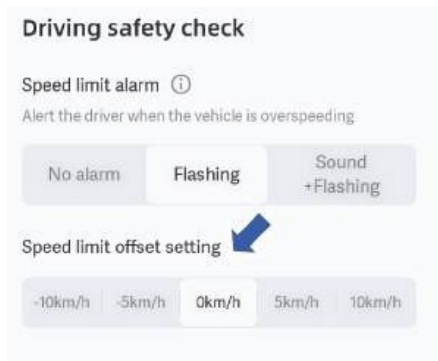 Driving safety check
Speed limit alarm
Alert the driver when the vehicle is overspeeding
No alarm
Flashing
Sound
+Flashing
Speed limit offset setting
-10km/h -5km/h 0km/h 5km/h 10km/h